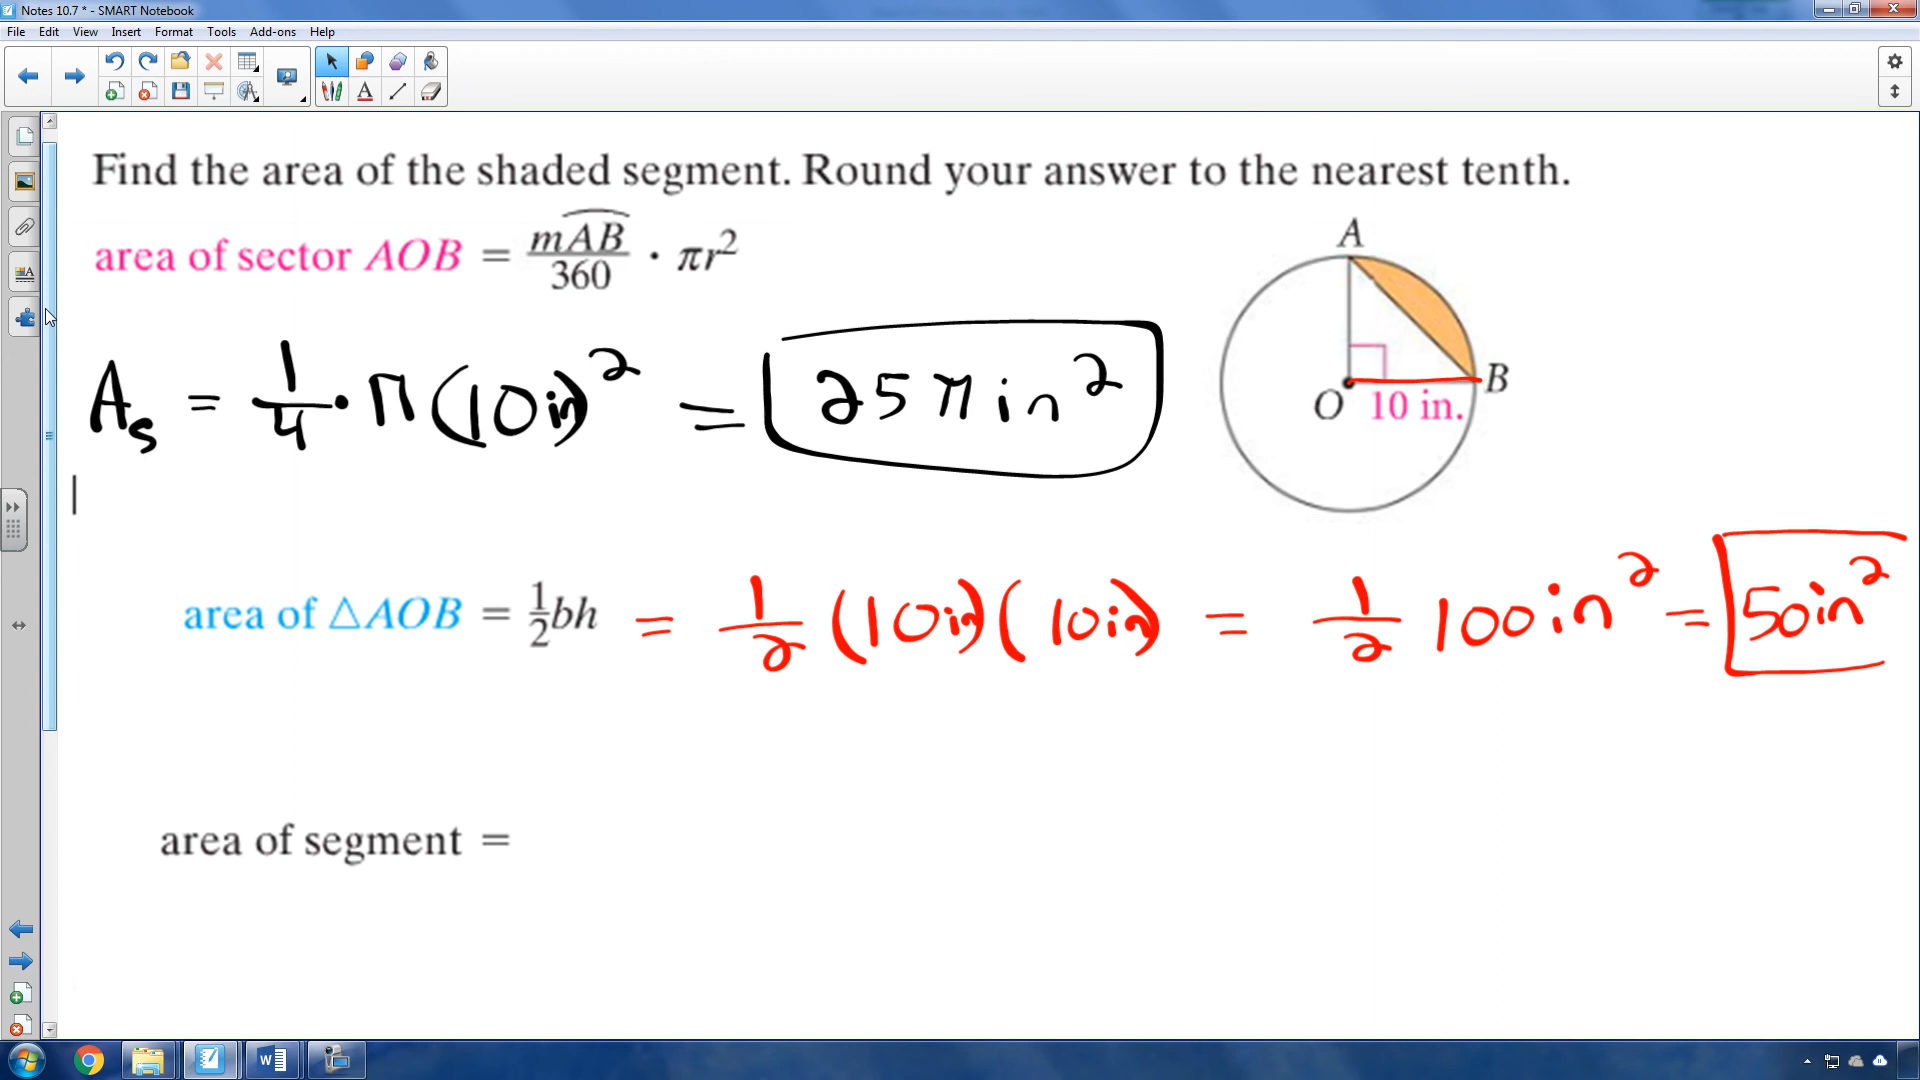 Notes 10.7 * - SMART Notebook
File Edit View Insert Format Tools Add-ons Help
Find the area of the shaded segment. Round your answer to the nearest tenth.
area of sector AOB = mAB/360 · πr²
A
B
O 10 in.
As = 1/4 · π(10in)² = 25πin²
area of △AOB = 1/2bh = 1/2 (10in)(10in) = 1/2 100in² = 50in²
area of segment =